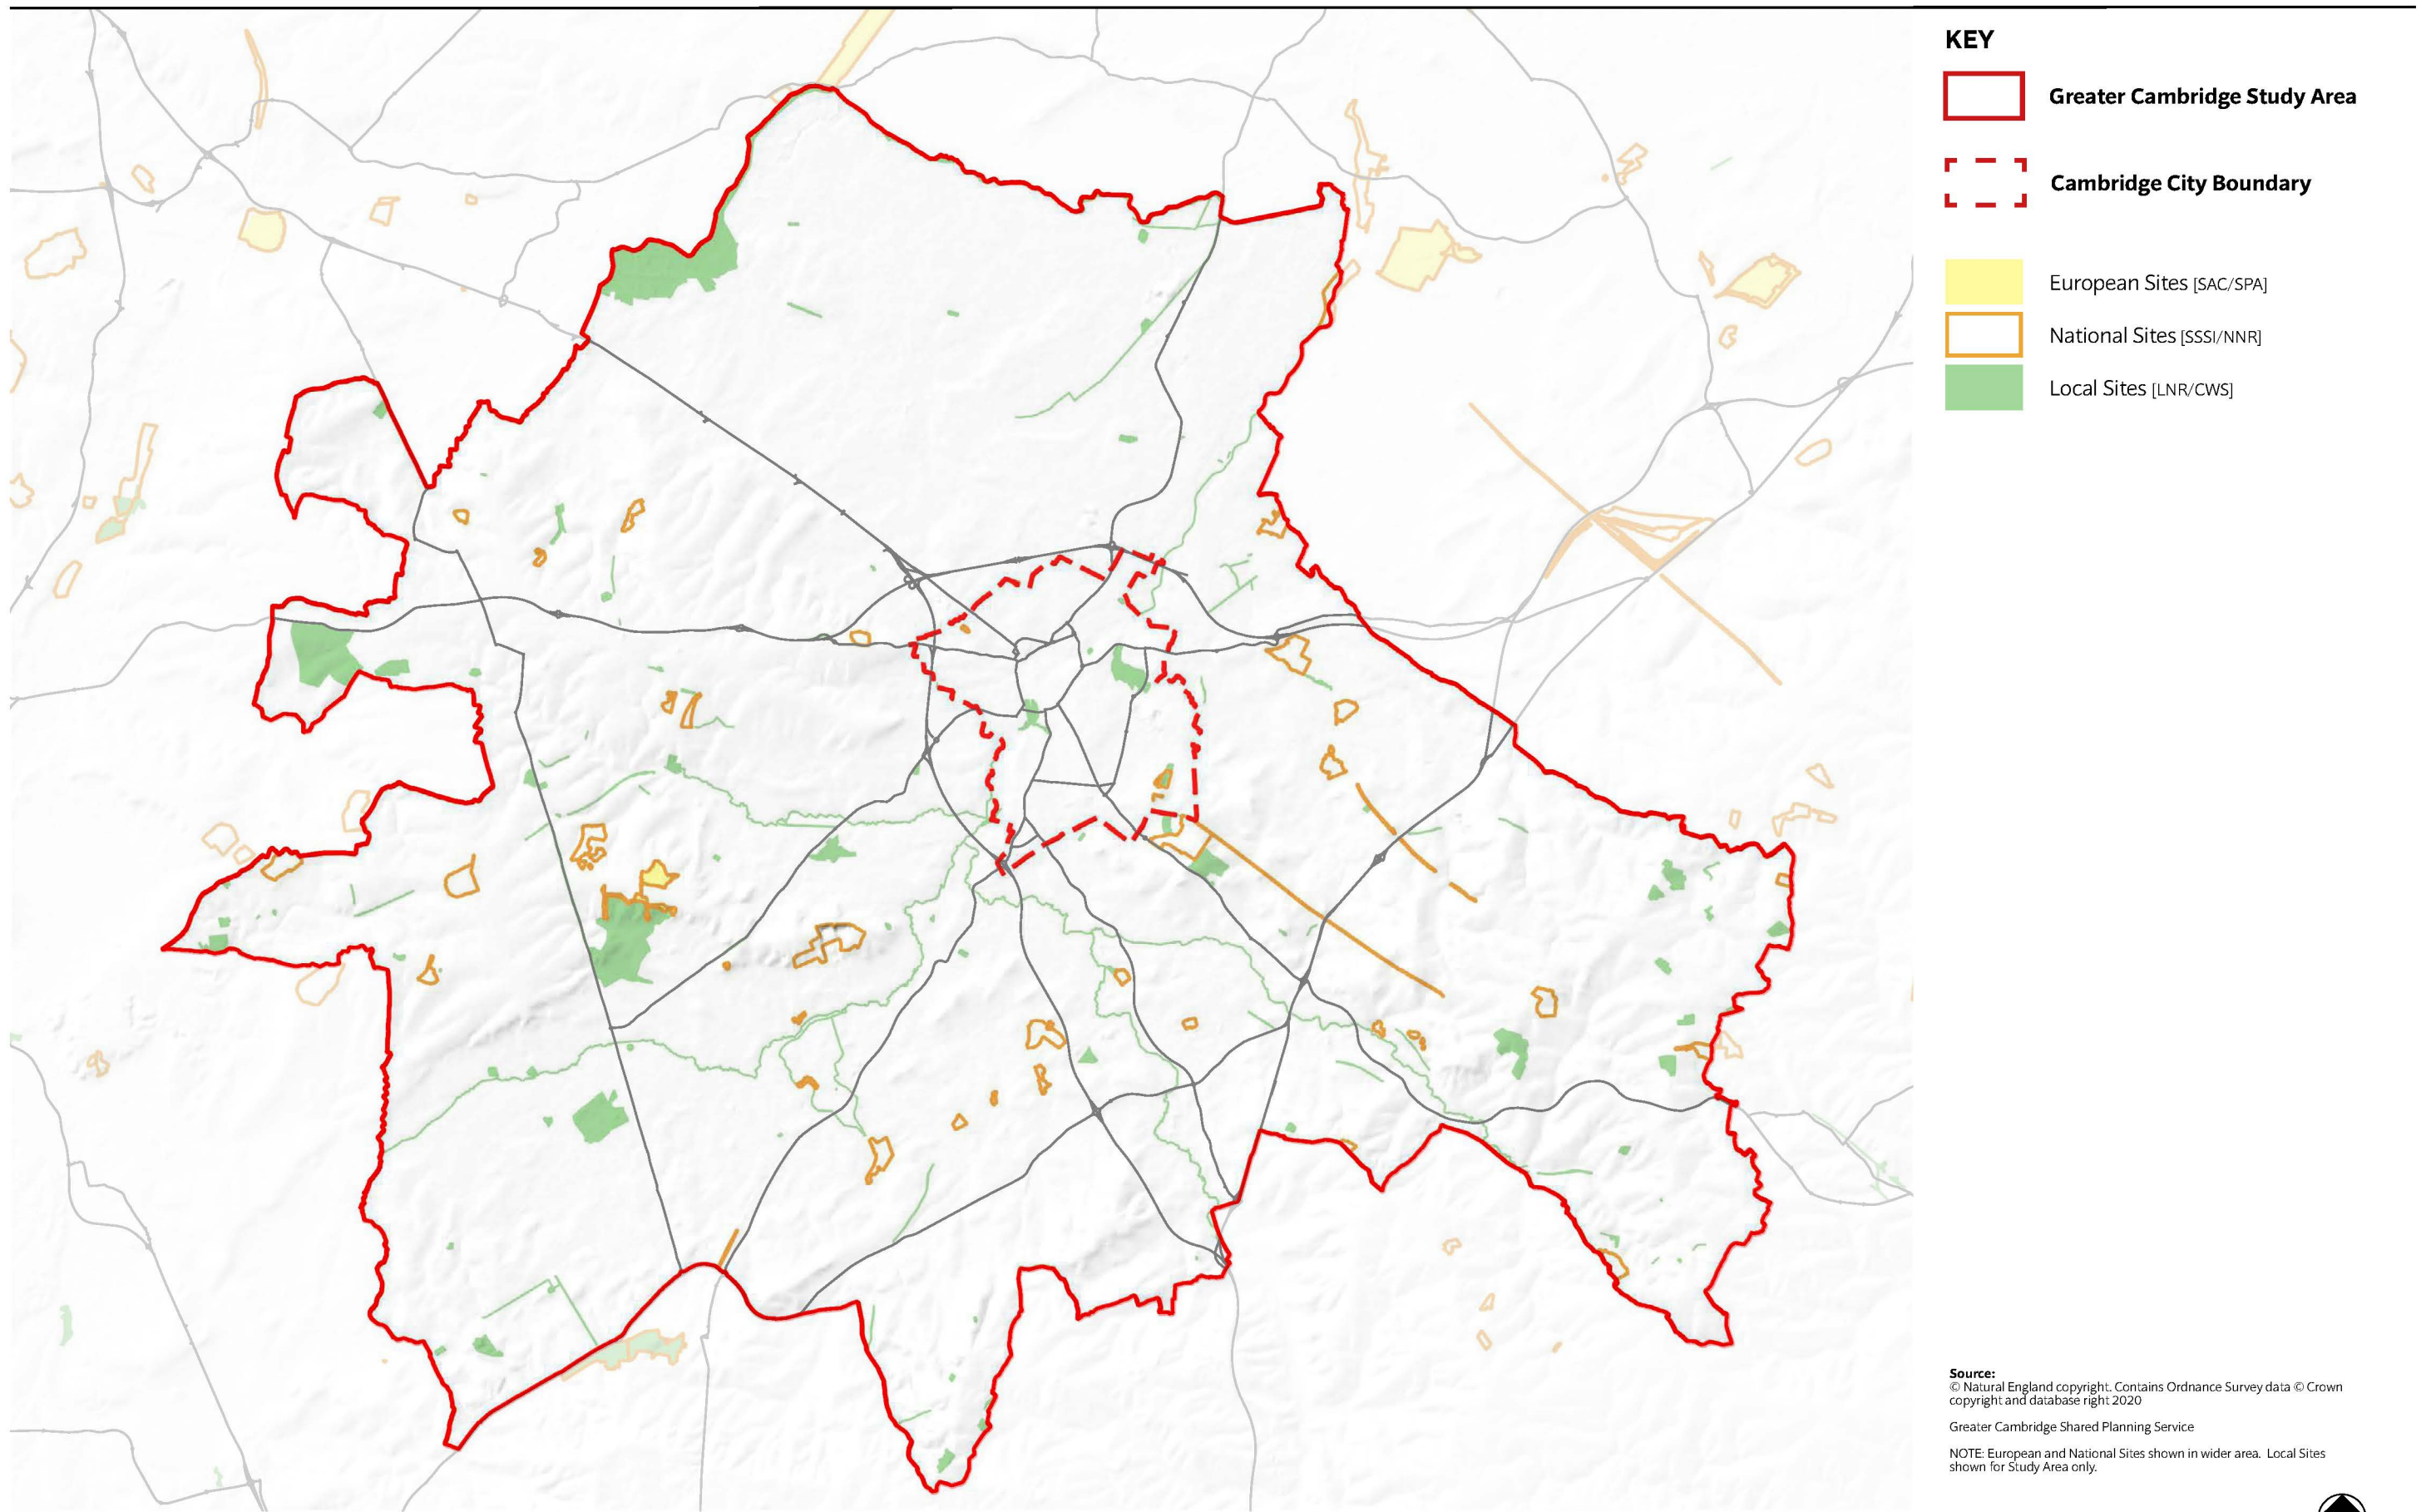 KEY
Greater Cambridge Study Area
Cambridge City Boundary
European Sites [SAC/SPA]
National Sites [SSSI/NNR]
Local Sites [LNR/CWS]
Source:
© Natural England copyright. Contains Ordnance Survey data © Crown
copyright and database right 2020
Greater Cambridge Shared Planning Service
NOTE: European and National Sites shown in wider area.  Local Sites
shown for Study Area only.